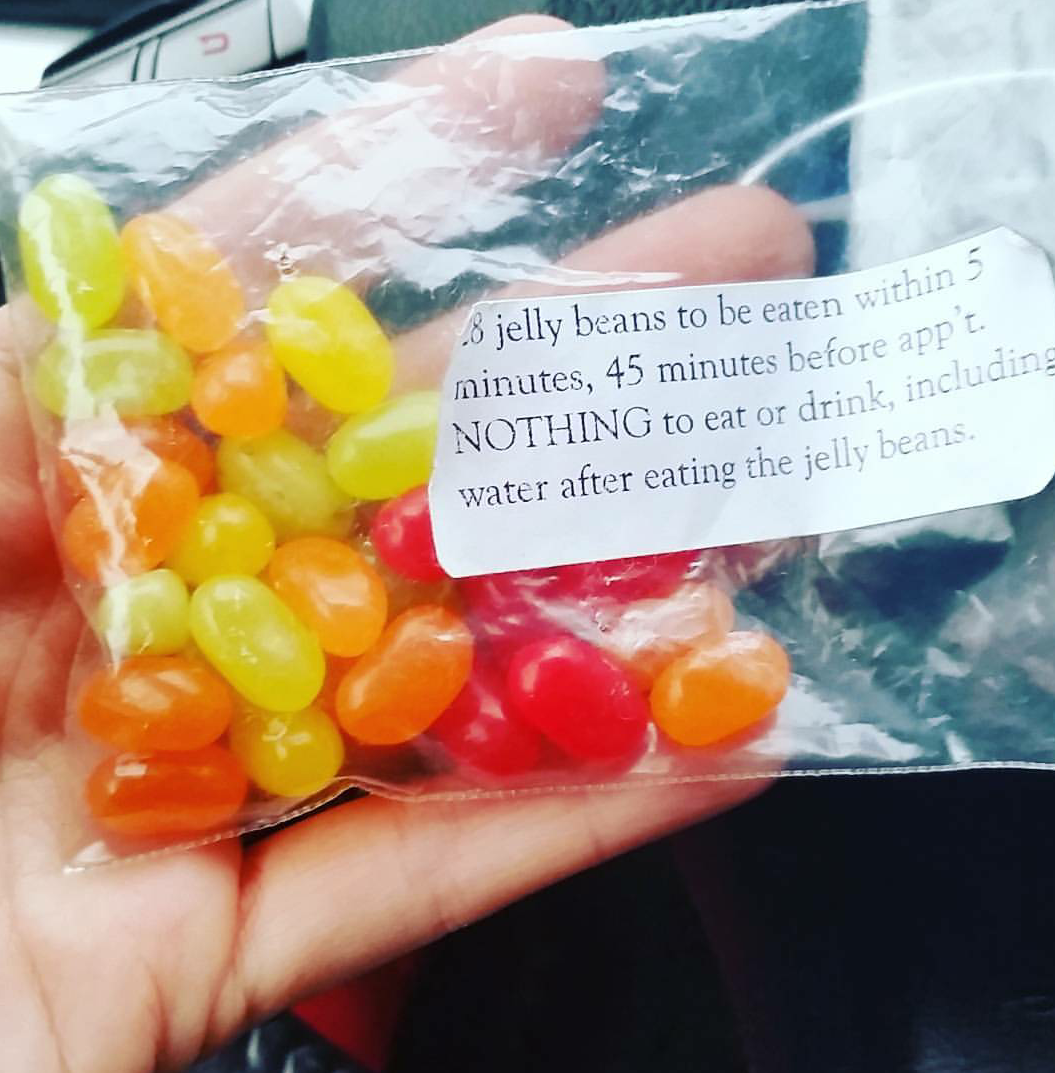 8 jelly beans to be eaten within 5
minutes, 45 minutes before app't.
NOTHING to eat or drink, including
water after eating the jelly beans.